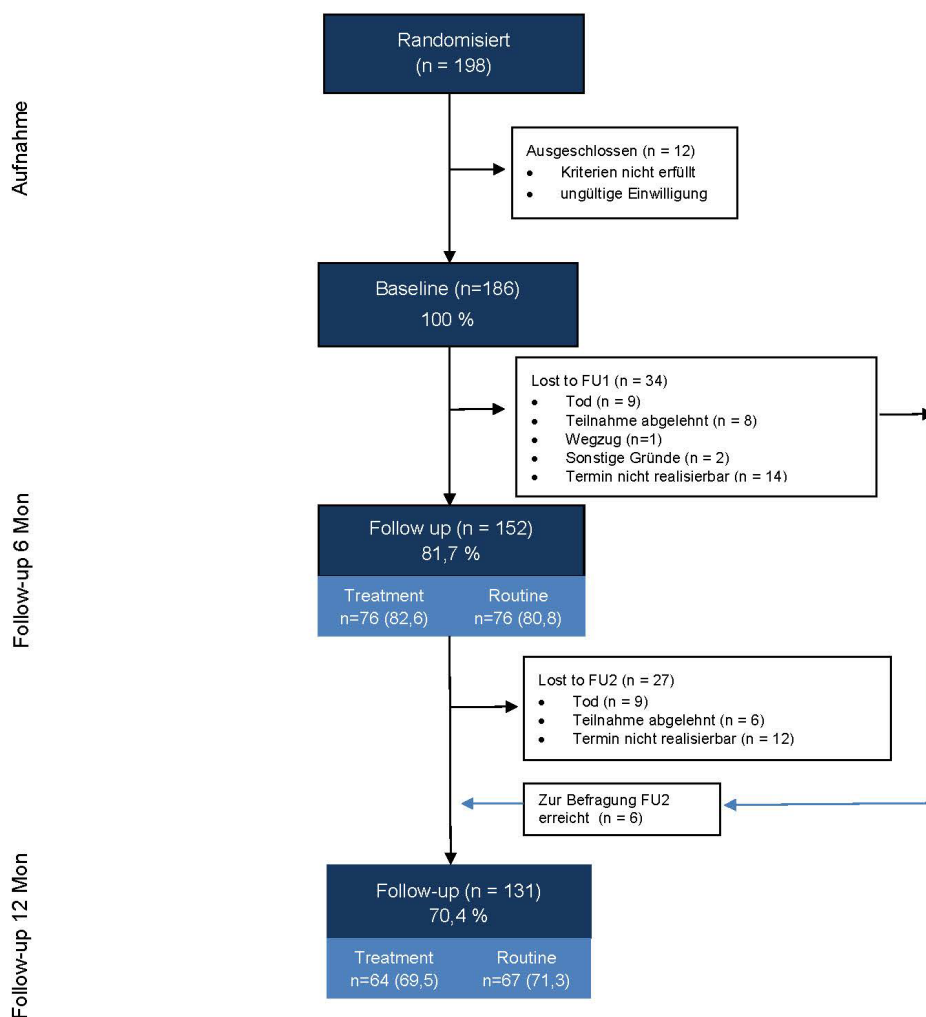 Aufnahme
Randomisiert
(n = 198)
Ausgeschlossen (n = 12)
• Kriterien nicht erfüllt
• ungültige Einwilligung
Baseline (n=186)
100 %
Lost to FU1 (n = 34)
• Tod (n = 9)
• Teilnahme abgelehnt (n = 8)
• Wegzug (n=1)
• Sonstige Gründe (n = 2)
• Termin nicht realisierbar (n = 14)
Follow-up 6 Mon
Follow up (n = 152)
81,7 %
Treatment Routine
n=76 (82,6) n=76 (80,8)
Lost to FU2 (n = 27)
• Tod (n = 9)
• Teilnahme abgelehnt (n = 6)
• Termin nicht realisierbar (n = 12)
Zur Befragung FU2
erreicht (n = 6)
Follow-up 12 Mon
Follow-up (n = 131)
70,4 %
Treatment Routine
n=64 (69,5) n=67 (71,3)